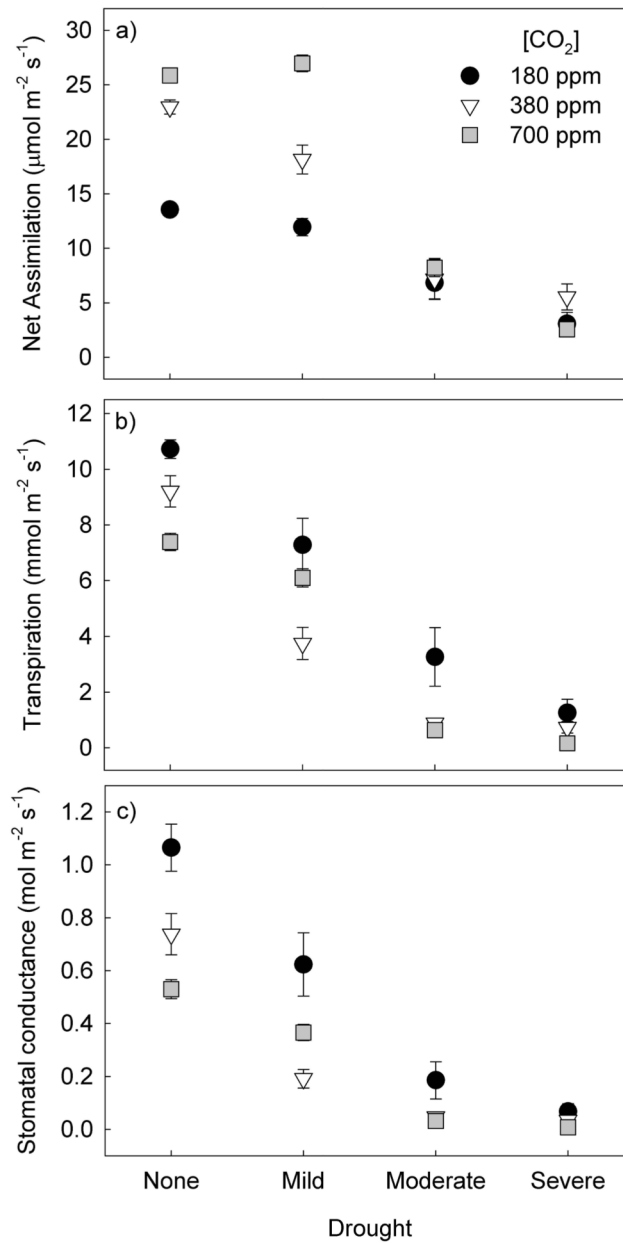 a)
[CO₂]
180 ppm
380 ppm
700 ppm
30
25
20
15
10
5
0
Net Assimilation (μmol m⁻² s⁻¹)
b)
12
10
8
6
4
2
0
Transpiration (mmol m⁻² s⁻¹)
c)
1.2
1.0
0.8
0.6
0.4
0.2
0.0
Stomatal conductance (mol m⁻² s⁻¹)
None Mild Moderate Severe
Drought